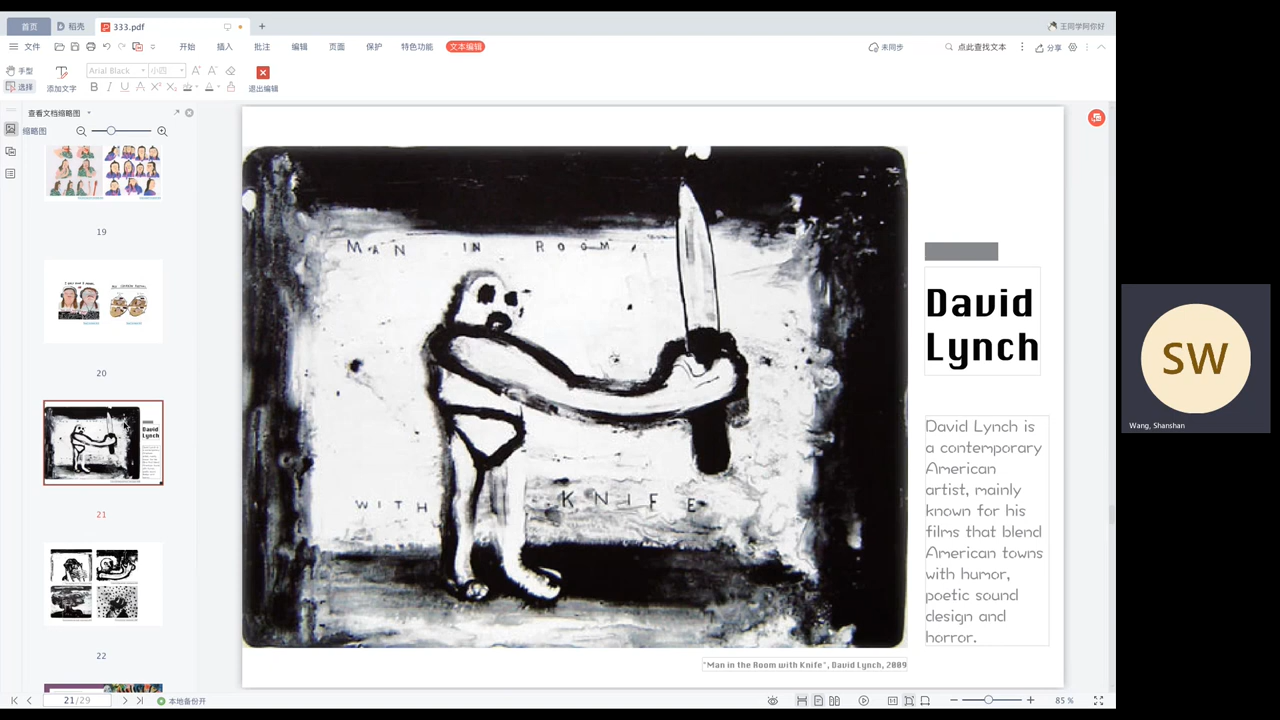 首页
稻壳
333.pdf
王同学阿你好
文件
开始
插入
批注
编辑
页面
保护
特色功能
文本编辑
未同步
点此查找文本
分享
手型
选择
添加文字
Arial Black
小四
退出编辑
查看文档缩略图
缩略图
19
20
21
22
MAN IN ROOM,
WITH KNIFE
David
Lynch
David Lynch is
a contemporary
American
artist, mainly
known for his
films that blend
American towns
with humor,
poetic sound
design and
horror.
"Man in the Room with Knife", David Lynch, 2009
SW
Wang, Shanshan
21/29
本地备份开
85 %